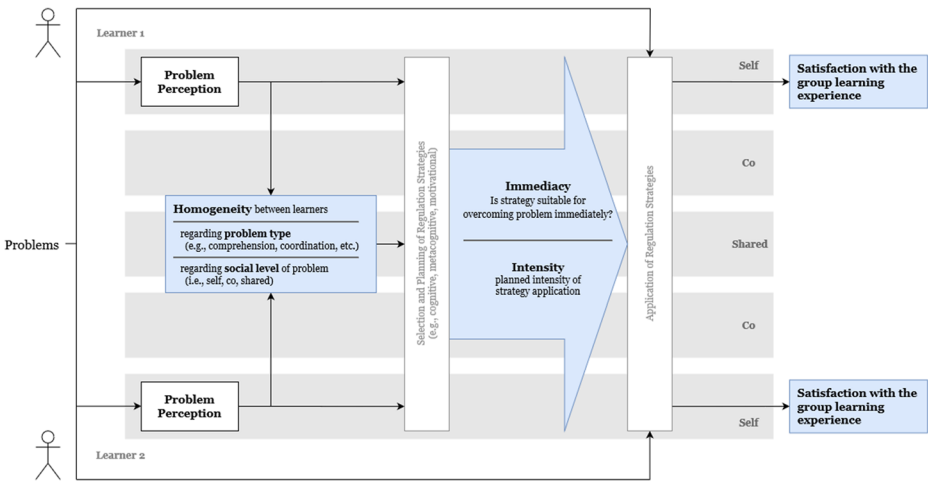 Learner 1
Problem
Perception
Self
Satisfaction with the
group learning
experience
Co
Problems
Homogeneity between learners
regarding problem type
(e.g., comprehension, coordination, etc.)
regarding social level of problem
(i.e., self, co, shared)
Selection and Planning of Regulation Strategies
(e.g., cognitive, metacognitive, motivational)
Immediacy
Is strategy suitable for
overcoming problem immediately?
Intensity
planned intensity of
strategy application
Application of Regulation Strategies
Shared
Co
Problem
Perception
Self
Satisfaction with the
group learning
experience
Learner 2